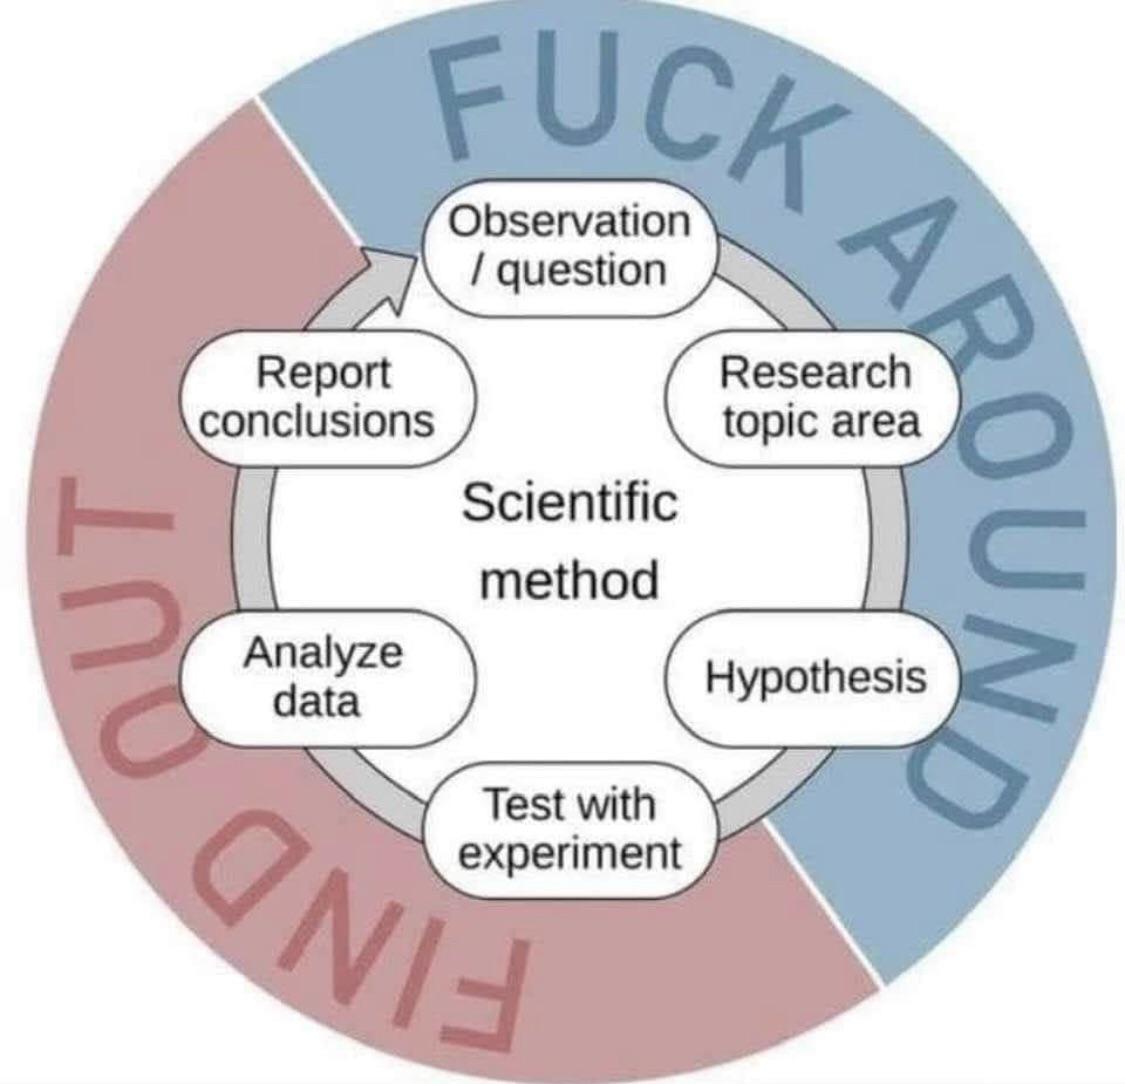 FUCK AROUND
Observation
/ question
Research
topic area
Hypothesis
Test with
experiment
Analyze
data
Report
conclusions
Scientific
method
FIND OUT